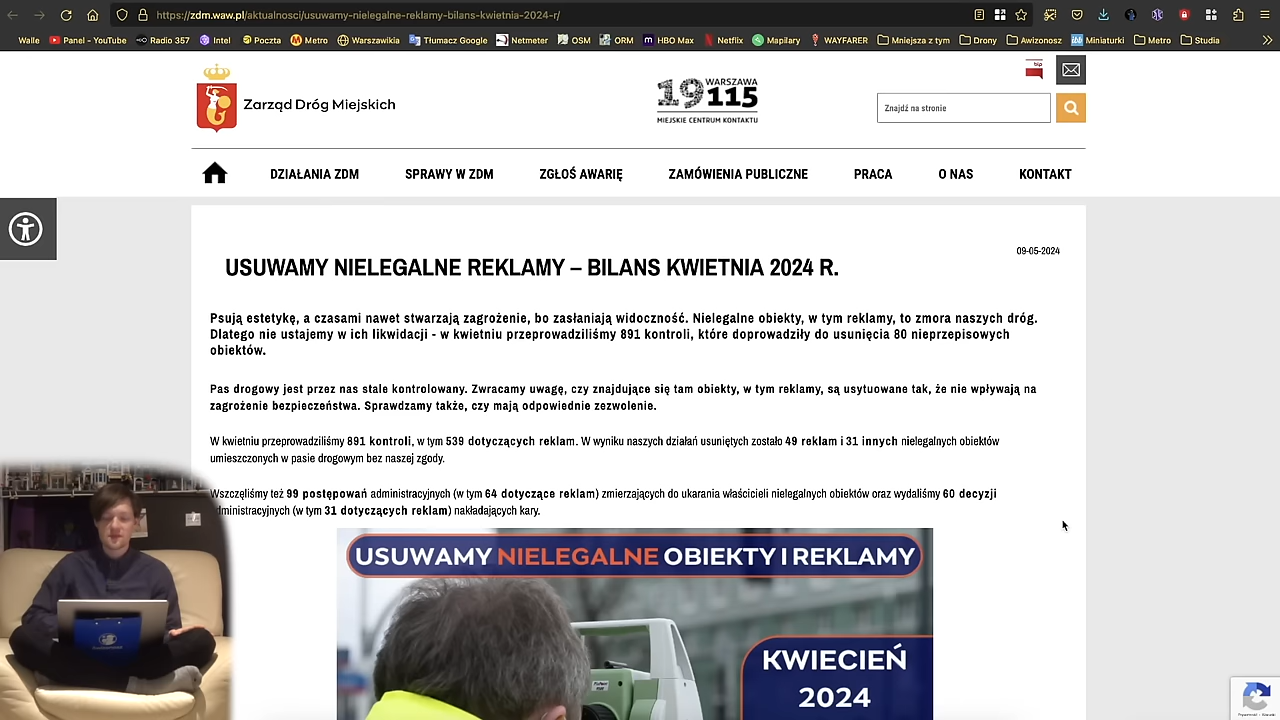 https://zdm.waw.pl/aktualnosci/usuwamy-nielegalne-reklamy-bilans-kwietnia-2024-r/
Walle Panel - YouTube Radio 357 Intel Poczta Metro Warszawikia Tłumacz Google Netmeter OSM ORM HBO Max Netflix Mapilary WAYFARER Mniejsza z tym Drony Awizonosz Miniaturki Metro Studia
Zarząd Dróg Miejskich
19115 WARSZAWA
MIEJSKIE CENTRUM KONTAKTU
bip
Znajdź na stronie
DZIAŁANIA ZDM SPRAWY W ZDM ZGŁOŚ AWARIĘ ZAMÓWIENIA PUBLICZNE PRACA O NAS KONTAKT
09-05-2024
USUWAMY NIELEGALNE REKLAMY – BILANS KWIETNIA 2024 R.
Psują estetykę, a czasami nawet stwarzają zagrożenie, bo zasłaniają widoczność. Nielegalne obiekty, w tym reklamy, to zmora naszych dróg.
Dlatego nie ustajemy w ich likwidacji - w kwietniu przeprowadziliśmy 891 kontroli, które doprowadziły do usunięcia 80 nieprzepisowych
obiektów.
Pas drogowy jest przez nas stale kontrolowany. Zwracamy uwagę, czy znajdujące się tam obiekty, w tym reklamy, są usytuowane tak, że nie wpływają na
zagrożenie bezpieczeństwa. Sprawdzamy także, czy mają odpowiednie zezwolenie.
W kwietniu przeprowadziliśmy 891 kontroli, w tym 539 dotyczących reklam. W wyniku naszych działań usuniętych zostało 49 reklam i 31 innych nielegalnych obiektów
umieszczonych w pasie drogowym bez naszej zgody.
Wszczęliśmy też 99 postępowań administracyjnych (w tym 64 dotyczące reklam) zmierzających do ukarania właścicieli nielegalnych obiektów oraz wydaliśmy 60 decyzji
dministracyjnych (w tym 31 dotyczących reklam) nakładających kary.
USUWAMY NIELEGALNE OBIEKTY I REKLAMY
KWIECIEŃ
2024